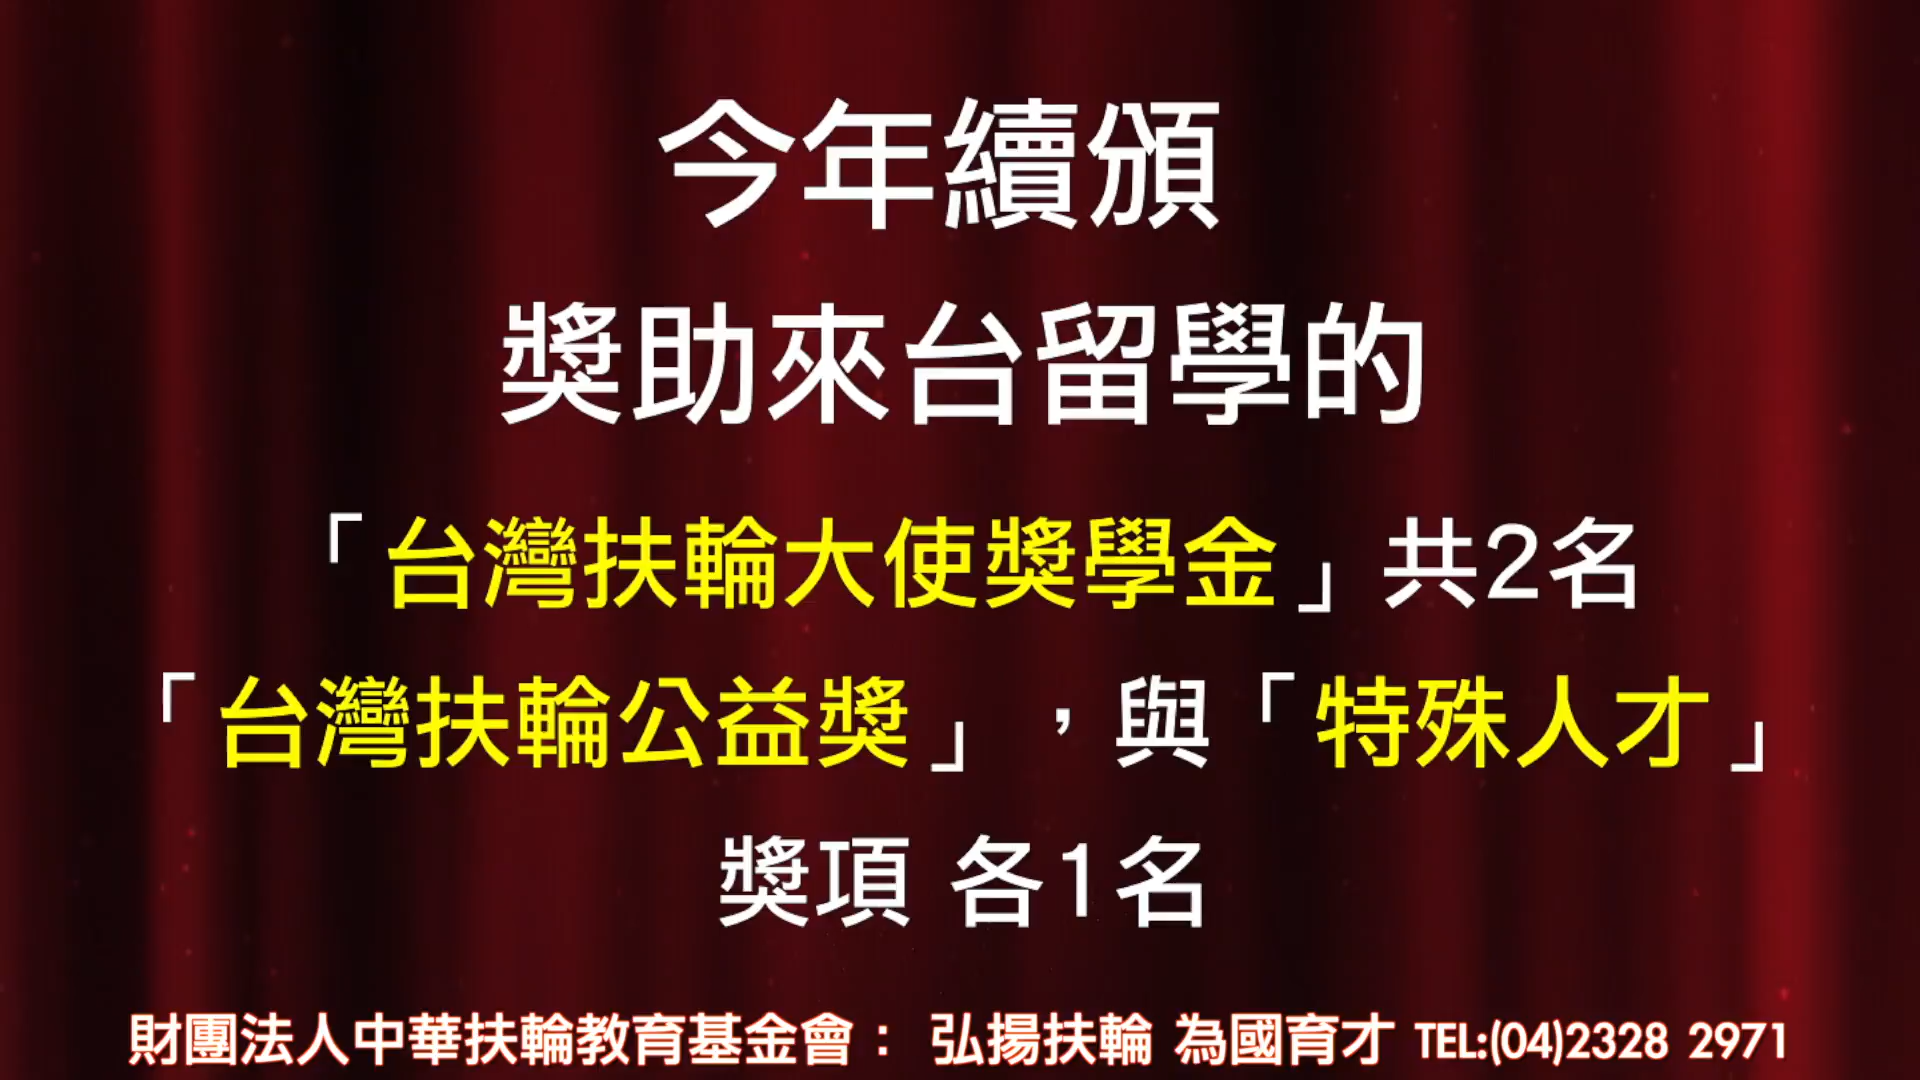 今年續頒
獎助來台留學的
「台灣扶輪大使獎學金」共2名
「台灣扶輪公益獎」,與「特殊人才」
獎項 各1名
財團法人中華扶輪教育基金會: 弘揚扶輪 為國育才 TEL:(04)2328 2971